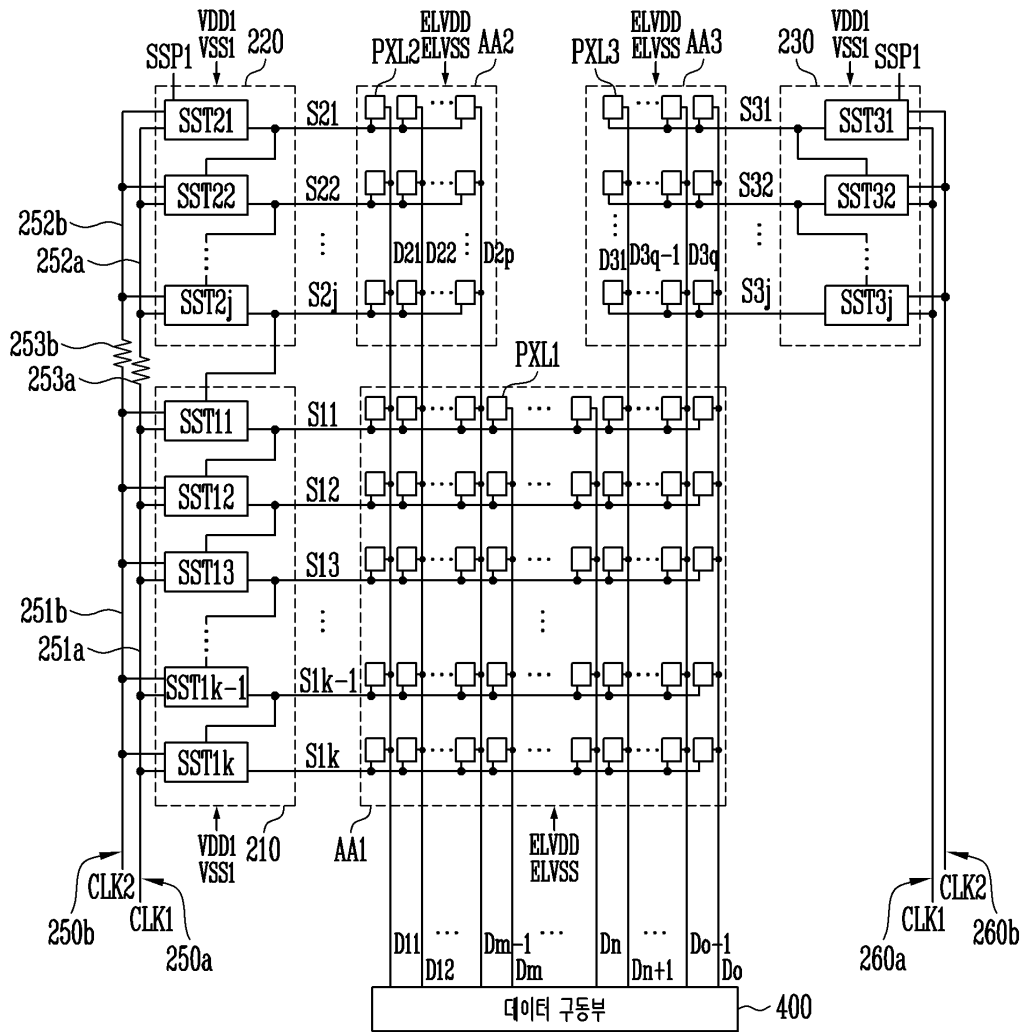 VDD1
VSS1
220
SSP1
PXL2
ELVDD
ELVSS
AA2
PXL3
ELVDD
ELVSS
AA3
230
VDD1
VSS1
SSP1
SST21
S21
S31
SST31
SST22
S22
S32
SST32
252b
252a
D21
D22
D2p
D31
D3q-1
D3q
SST2j
S2j
S3j
SST3j
253b
253a
PXL1
SST11
S11
SST12
S12
SST13
S13
251b
251a
SST1k-1
S1k-1
SST1k
S1k
VDD1
VSS1
210
AA1
ELVDD
ELVSS
CLK2
CLK1
250b
250a
CLK2
CLK1
260a
260b
D11
D12
Dm-1
Dm
Dn
Dn+1
Do-1
Do
데이터 구동부
400